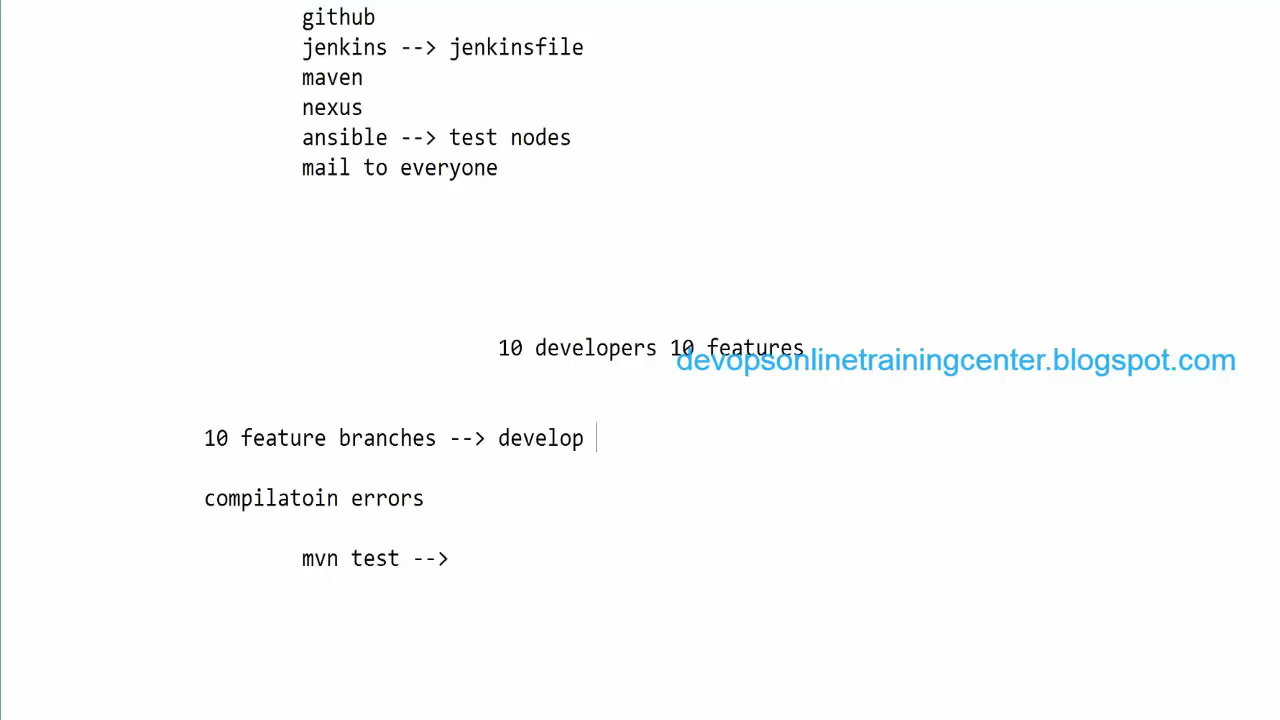 github
jenkins --> jenkinsfile
maven
nexus
ansible --> test nodes
mail to everyone
10 developers 10 features
devopsonlinetrainingcenter.blogspot.com
10 feature branches --> develop
compilatoin errors
mvn test -->